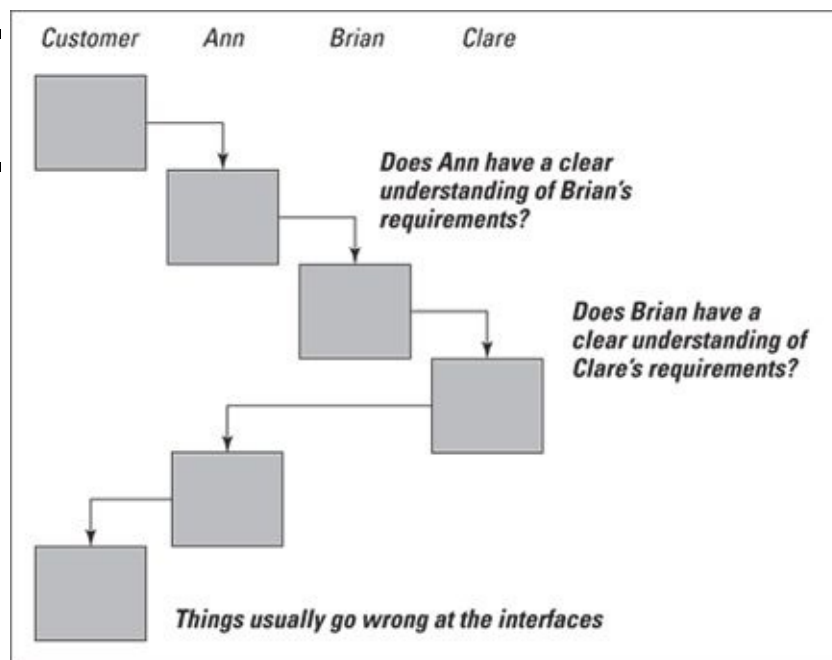 Customer Ann Brian Clare
Does Ann have a clear
understanding of Brian's
requirements?
Does Brian have a
clear understanding of
Clare's requirements?
Things usually go wrong at the interfaces